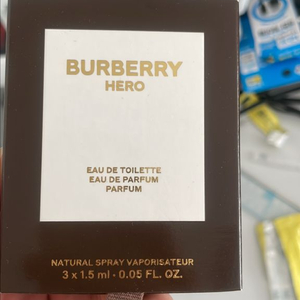 BURBERRY
HERO
EAU DE TOILETTE
EAU DE PARFUM
PARFUM
NATURAL SPRAY VAPORISATEUR
3 x 1.5 ml · 0.05 FL. OZ.